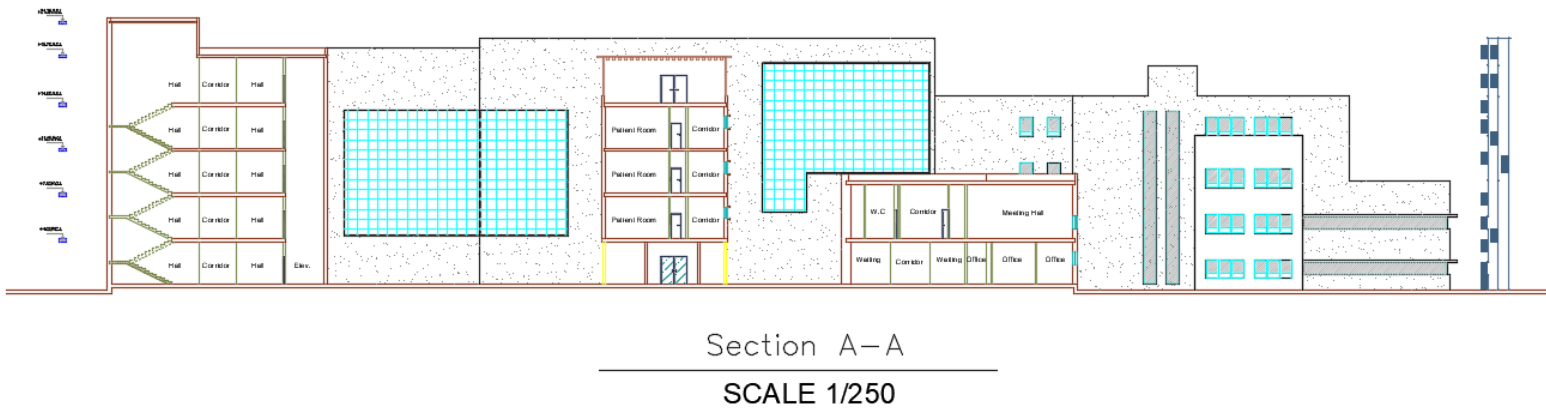 Hall Corridor Hall
Hall Corridor Hall
Patient Room Corridor
Hall Corridor Hall
Patient Room Corridor
Hall Corridor Hall
Patient Room Corridor
W.C Corridor Meeting Hall
Hall Corridor Hall Elev.
Waiting Corridor Waiting Office Office Office
Section A-A
SCALE 1/250